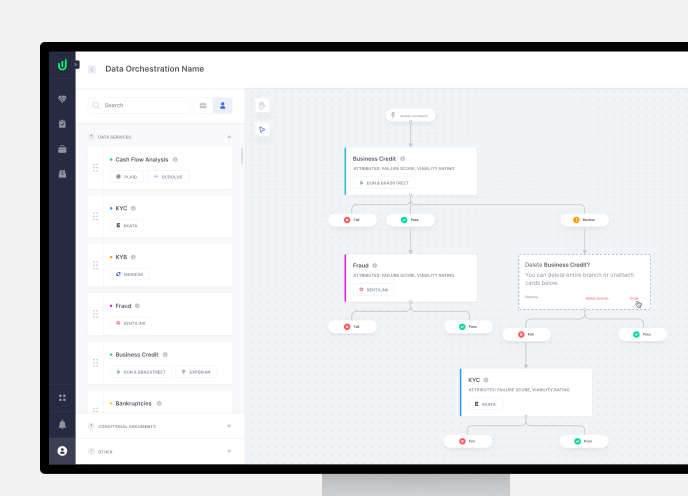 Data Orchestration Name
Search
DATA SERVICES
Cash Flow Analysis
PLAID
OCROLUS
KYC
EKATA
KYB
MIDDESK
Fraud
SENTILINK
Business Credit
DUN & BRADSTREET
EXPERIAN
Bankruptcies
CONDITIONAL ARGUMENTS
OTHER
Business Credit
ATTRIBUTES: FAILURE SCORE, VIABILITY RATING
DUN & BRADSTREET
Fail
Pass
Review
Fraud
ATTRIBUTES: FAILURE SCORE, VIABILITY RATING
SENTILINK
Delete Business Credit?
You can delete entire branch or unattach
cards below.
Delete branch
Fail
Pass
Fail
Pass
KYC
ATTRIBUTES: FAILURE SCORE, VIABILITY RATING
EKATA
Fail
Pass